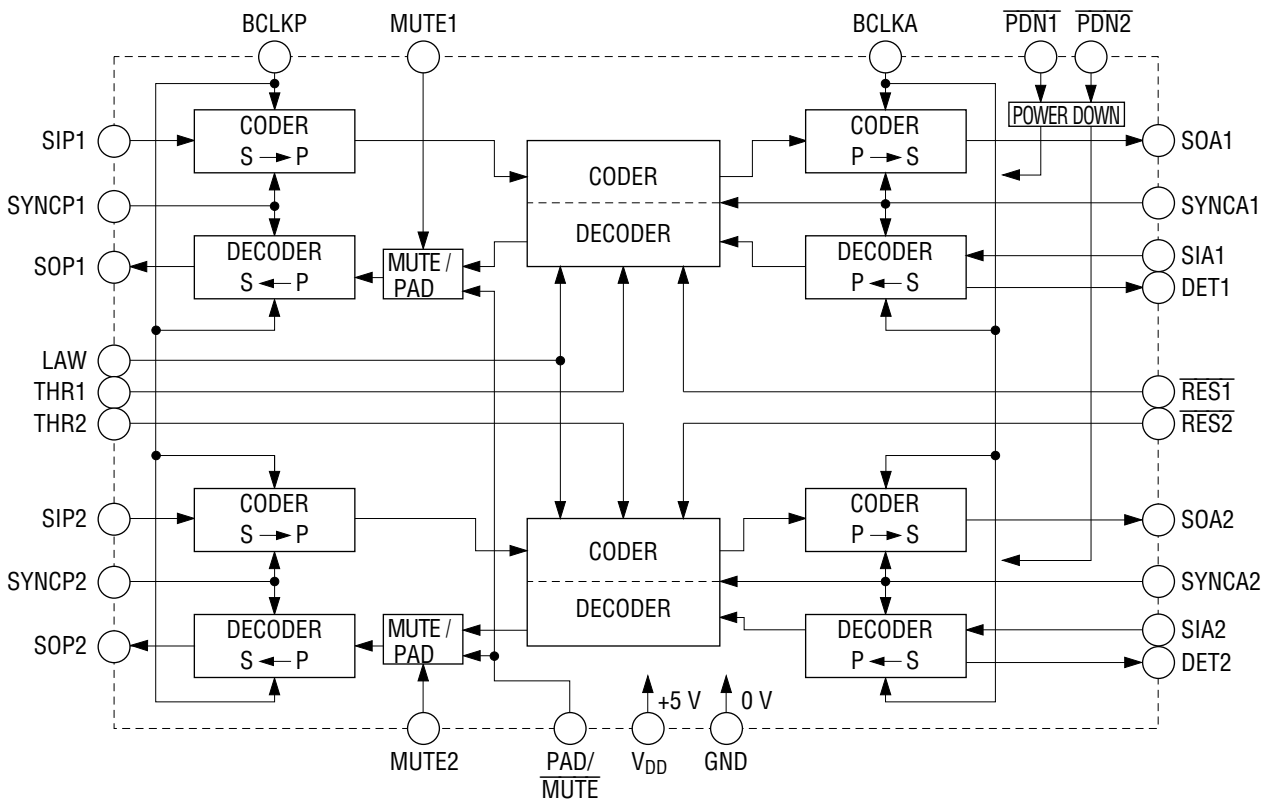 BCLKP
MUTE1
BCLKA
PDN1
PDN2
CODER
S → P
CODER
P → S
POWER DOWN
SIP1
SOA1
CODER
DECODER
SYNCP1
SYNCA1
DECODER
S ← P
MUTE /
PAD
DECODER
P ← S
SOP1
SIA1
DET1
LAW
THR1
THR2
RES1
RES2
CODER
S → P
CODER
P → S
SIP2
SOA2
CODER
DECODER
SYNCP2
SYNCA2
DECODER
S ← P
MUTE /
PAD
DECODER
P ← S
SOP2
SIA2
DET2
+5 V
0 V
MUTE2
PAD/
MUTE
VDD
GND